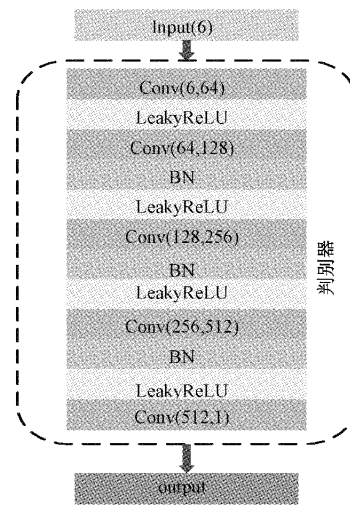 Input(6)
Conv(6,64)
LeakyReLU
Conv(64,128)
BN
LeakyReLU
Conv(128,256)
BN
LeakyReLU
Conv(256,512)
BN
LeakyReLU
Conv(512,1)
判别器
output